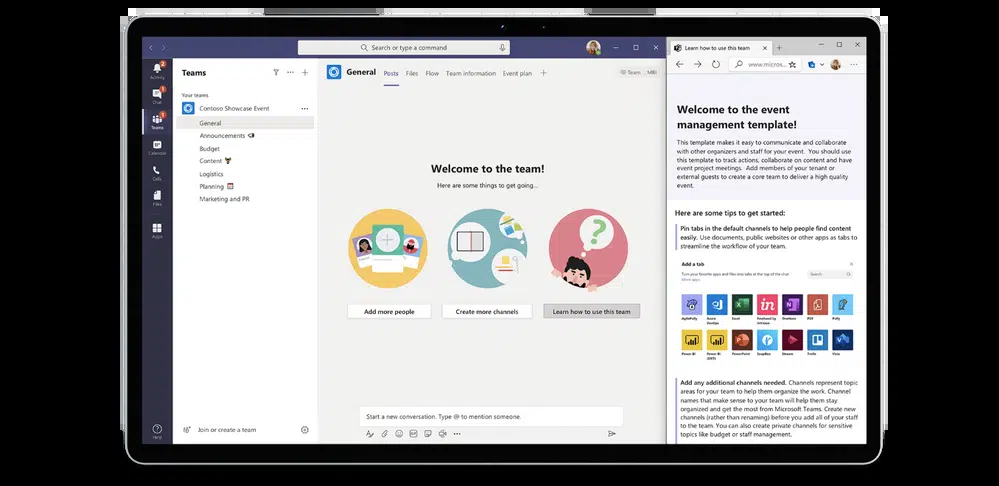 Search or type a command
Activity
Chat
Teams
Calendar
Calls
Files
Apps
Help
Teams
Your teams
Contoso Showcase Event
General
Announcements
Budget
Content
Logistics
Planning
Marketing and PR
Join or create a team
General
Posts
Files
Flow
Team information
Event plan
Team
Welcome to the team!
Here are some things to get going...
Add more people
Create more channels
Learn how to use this team
Start a new conversation. Type @ to mention someone.
Learn how to use this team
www.micros...
Welcome to the event
management template!
This template makes it easy to communicate and collaborate
with other organizers and staff for your event. You should use
this template to track actions, collaborate on content and have
event project meetings. Add members of your tenant or
external guests to create a core team to deliver a high quality
event.
Here are some tips to get started:
Pin tabs in the default channels to help people find content
easily. Use documents, public websites or other apps as tabs to
streamline the workflow of your team.
Add a tab
Turn your favorite apps and files into tabs at the top of the chat
More apps
Search
Azure DevOps
Excel
Freehand by InVision
OneNote
PDF
Polly
Power BI
Power BI
PowerPoint
Stream
Trello
Visio
Add any additional channels needed. Channels represent topic
areas for your team to help them organize the work. Channel
names that make sense to your team will help them stay
organized and get the most from Microsoft Teams. Create new
channels (rather than renaming) before you add all of your staff
to the team. You can also create private channels for sensitive
topics like budget or staff management.